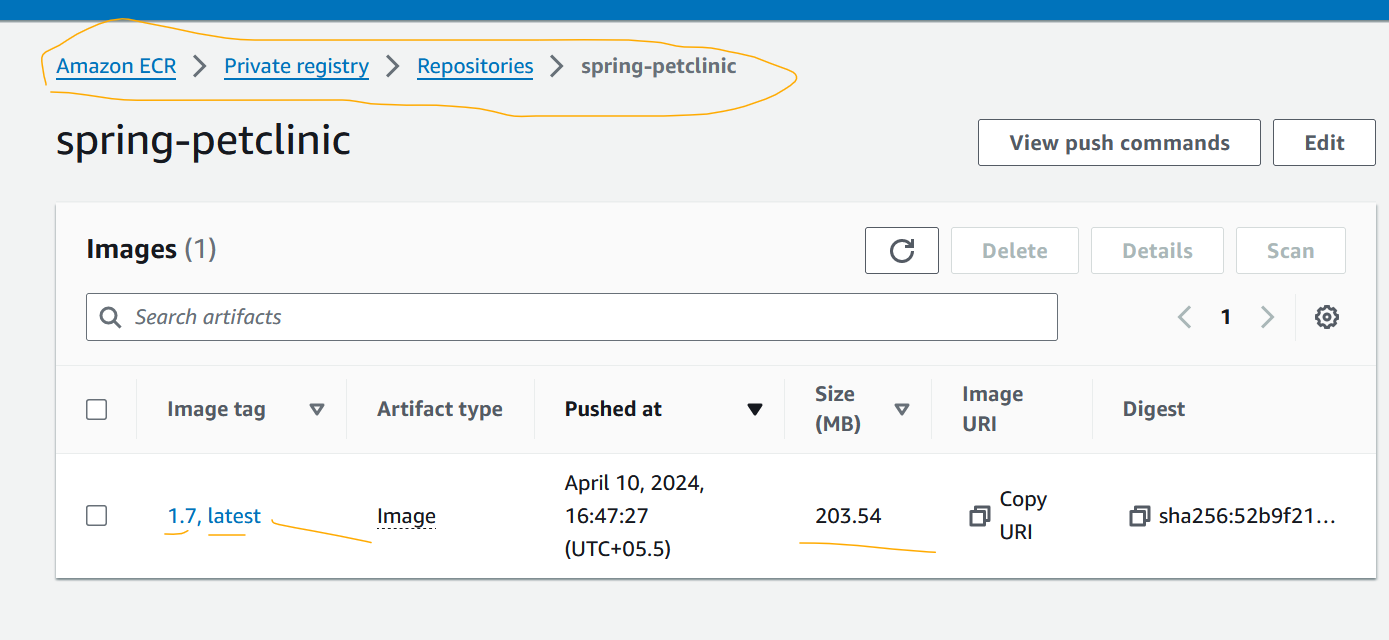 Amazon ECR > Private registry > Repositories > spring-petclinic
spring-petclinic
View push commands
Edit
Images (1)
Delete
Details
Scan
Search artifacts
1
Image tag
Artifact type
Pushed at
Size
(MB)
Image
URI
Digest
1.7, latest
Image
April 10, 2024,
16:47:27
(UTC+05.5)
203.54
Copy
URI
sha256:52b9f21...